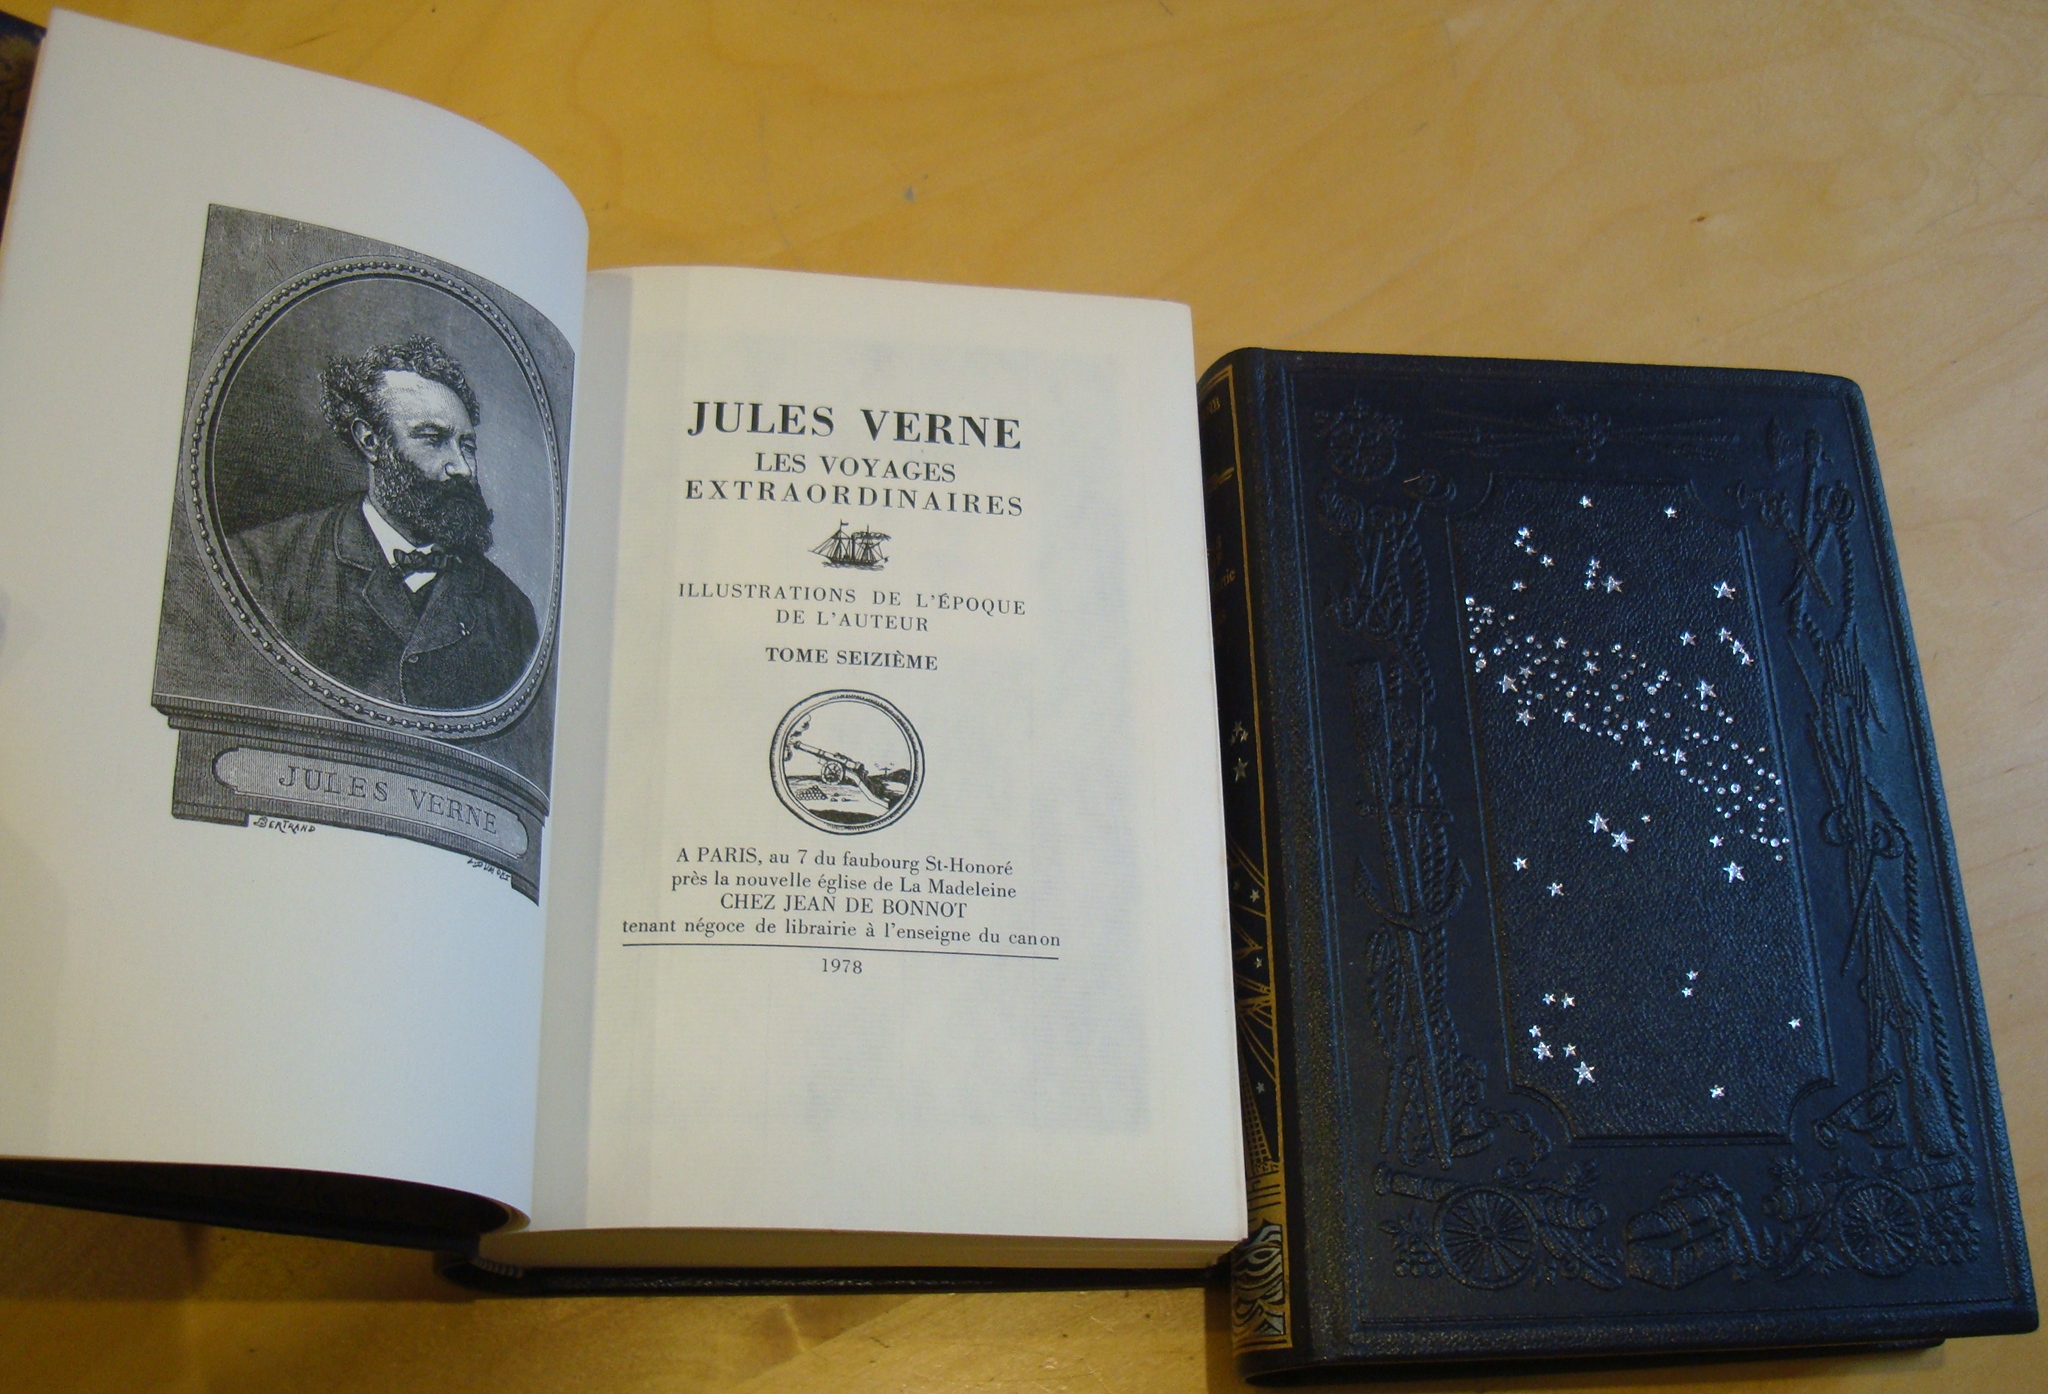 JULES VERNE
BERTRAND
JULES VERNE
LES VOYAGES
EXTRAORDINAIRES
ILLUSTRATIONS DE L'ÉPOQUE
DE L'AUTEUR
TOME SEIZIÈME
A PARIS, au 7 du faubourg St-Honoré
près la nouvelle église de La Madeleine
CHEZ JEAN DE BONNOT
tenant négoce de librairie à l'enseigne du canon
1978